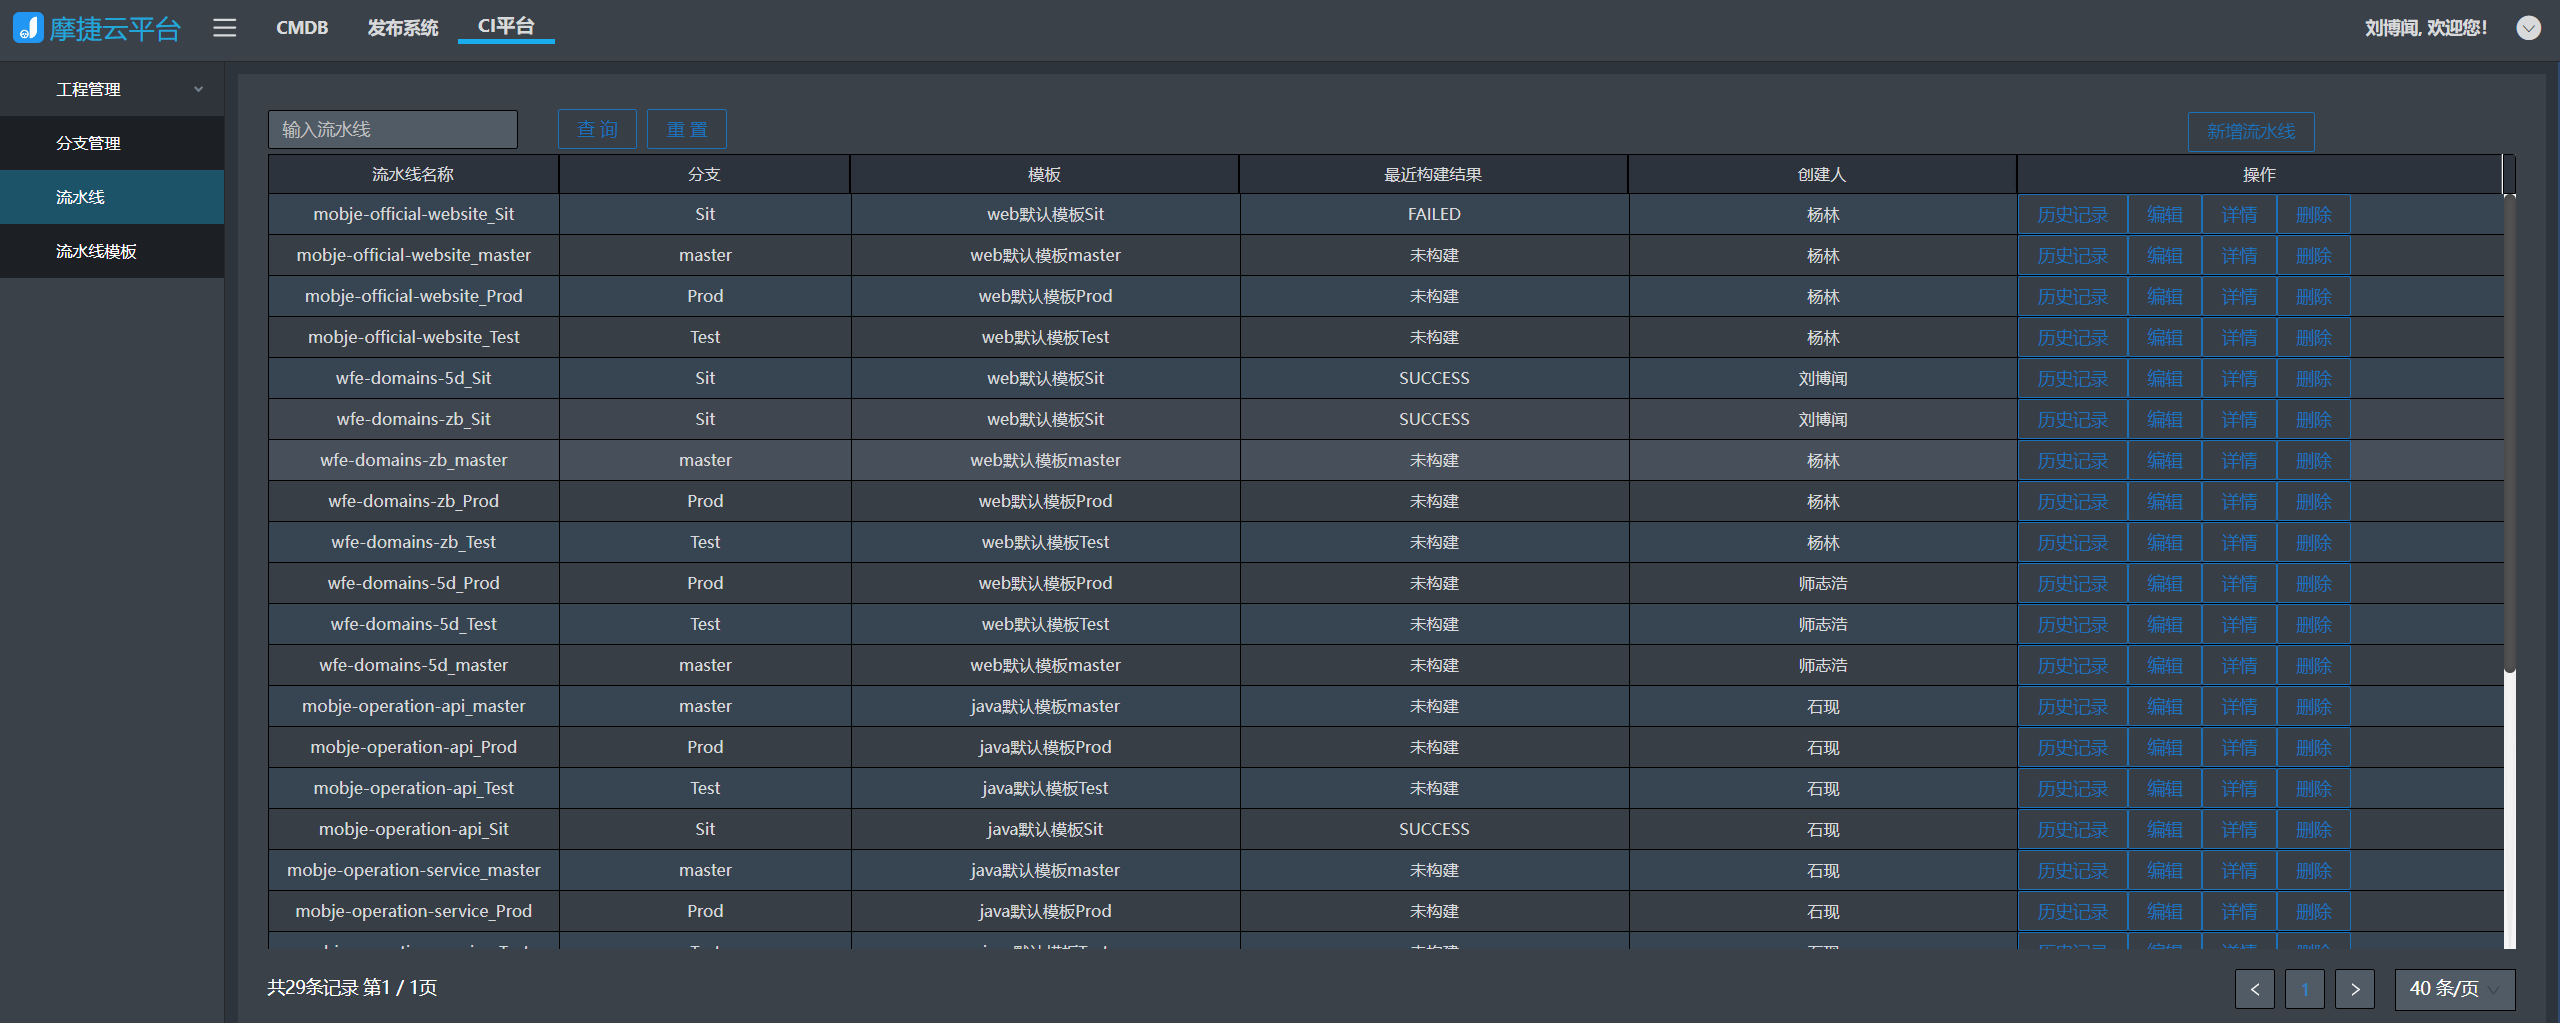 摩捷云平台 CMDB 发布系统 CI平台 刘博闻, 欢迎您!
工程管理
分支管理
流水线
流水线模板
输入流水线 查 询 重 置 新增流水线
流水线名称 分支 模板 最近构建结果 创建人 操作
mobje-official-website_Sit Sit web默认模板Sit FAILED 杨林 历史记录 编辑 详情 删除
mobje-official-website_master master web默认模板master 未构建 杨林 历史记录 编辑 详情 删除
mobje-official-website_Prod Prod web默认模板Prod 未构建 杨林 历史记录 编辑 详情 删除
mobje-official-website_Test Test web默认模板Test 未构建 杨林 历史记录 编辑 详情 删除
wfe-domains-5d_Sit Sit web默认模板Sit SUCCESS 刘博闻 历史记录 编辑 详情 删除
wfe-domains-zb_Sit Sit web默认模板Sit SUCCESS 刘博闻 历史记录 编辑 详情 删除
wfe-domains-zb_master master web默认模板master 未构建 杨林 历史记录 编辑 详情 删除
wfe-domains-zb_Prod Prod web默认模板Prod 未构建 杨林 历史记录 编辑 详情 删除
wfe-domains-zb_Test Test web默认模板Test 未构建 杨林 历史记录 编辑 详情 删除
wfe-domains-5d_Prod Prod web默认模板Prod 未构建 师志浩 历史记录 编辑 详情 删除
wfe-domains-5d_Test Test web默认模板Test 未构建 师志浩 历史记录 编辑 详情 删除
wfe-domains-5d_master master web默认模板master 未构建 师志浩 历史记录 编辑 详情 删除
mobje-operation-api_master master java默认模板master 未构建 石现 历史记录 编辑 详情 删除
mobje-operation-api_Prod Prod java默认模板Prod 未构建 石现 历史记录 编辑 详情 删除
mobje-operation-api_Test Test java默认模板Test 未构建 石现 历史记录 编辑 详情 删除
mobje-operation-api_Sit Sit java默认模板Sit SUCCESS 石现 历史记录 编辑 详情 删除
mobje-operation-service_master master java默认模板master 未构建 石现 历史记录 编辑 详情 删除
mobje-operation-service_Prod Prod java默认模板Prod 未构建 石现 历史记录 编辑 详情 删除
共29条记录 第1 / 1页 < 1 > 40 条/页